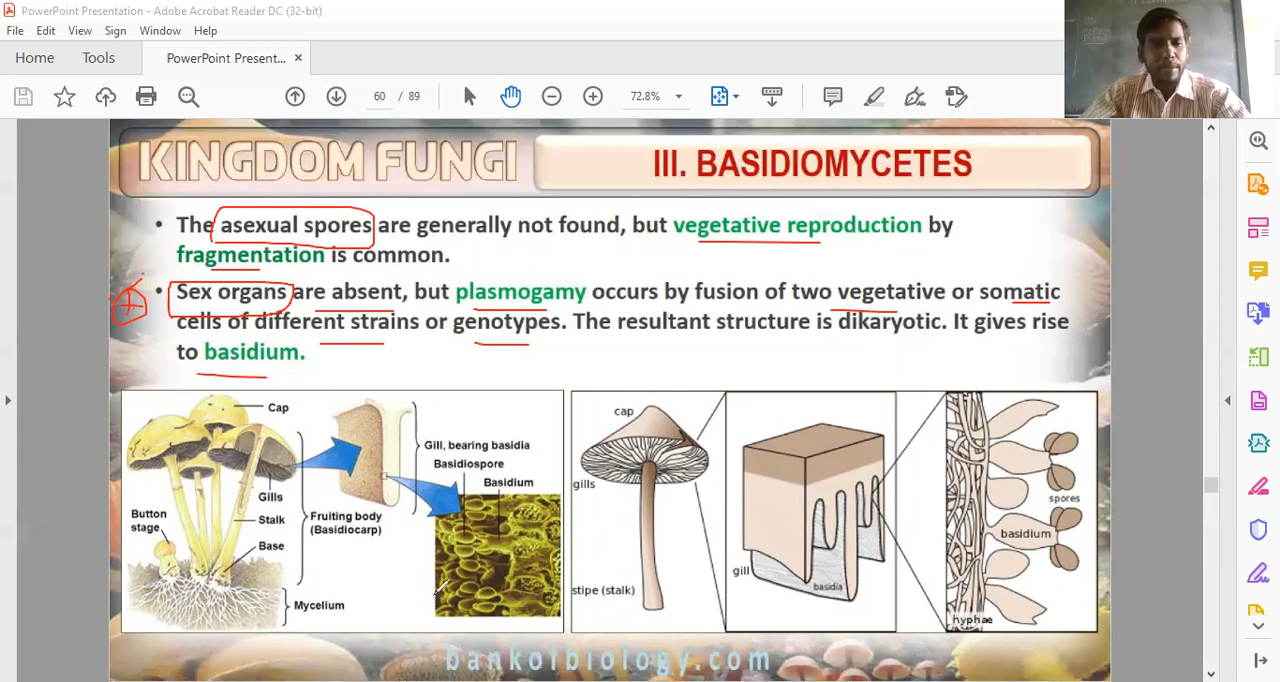 PowerPoint Presentation - Adobe Acrobat Reader DC (32-bit)
File Edit View Sign Window Help
Home Tools PowerPoint Present... ×
60 / 89 72.8%
KINGDOM FUNGI III. BASIDIOMYCETES
• The asexual spores are generally not found, but vegetative reproduction by
fragmentation is common.
• Sex organs are absent, but plasmogamy occurs by fusion of two vegetative or somatic
cells of different strains or genotypes. The resultant structure is dikaryotic. It gives rise
to basidium.
Cap
Gill, bearing basidia
Basidiospore
Basidium
Gills
Button
stage
Stalk
Fruiting body
(Basidiocarp)
Base
Mycelium
cap
gills
stipe (stalk)
gill
basidia
spores
basidium
hyphae
bankofbiology.com